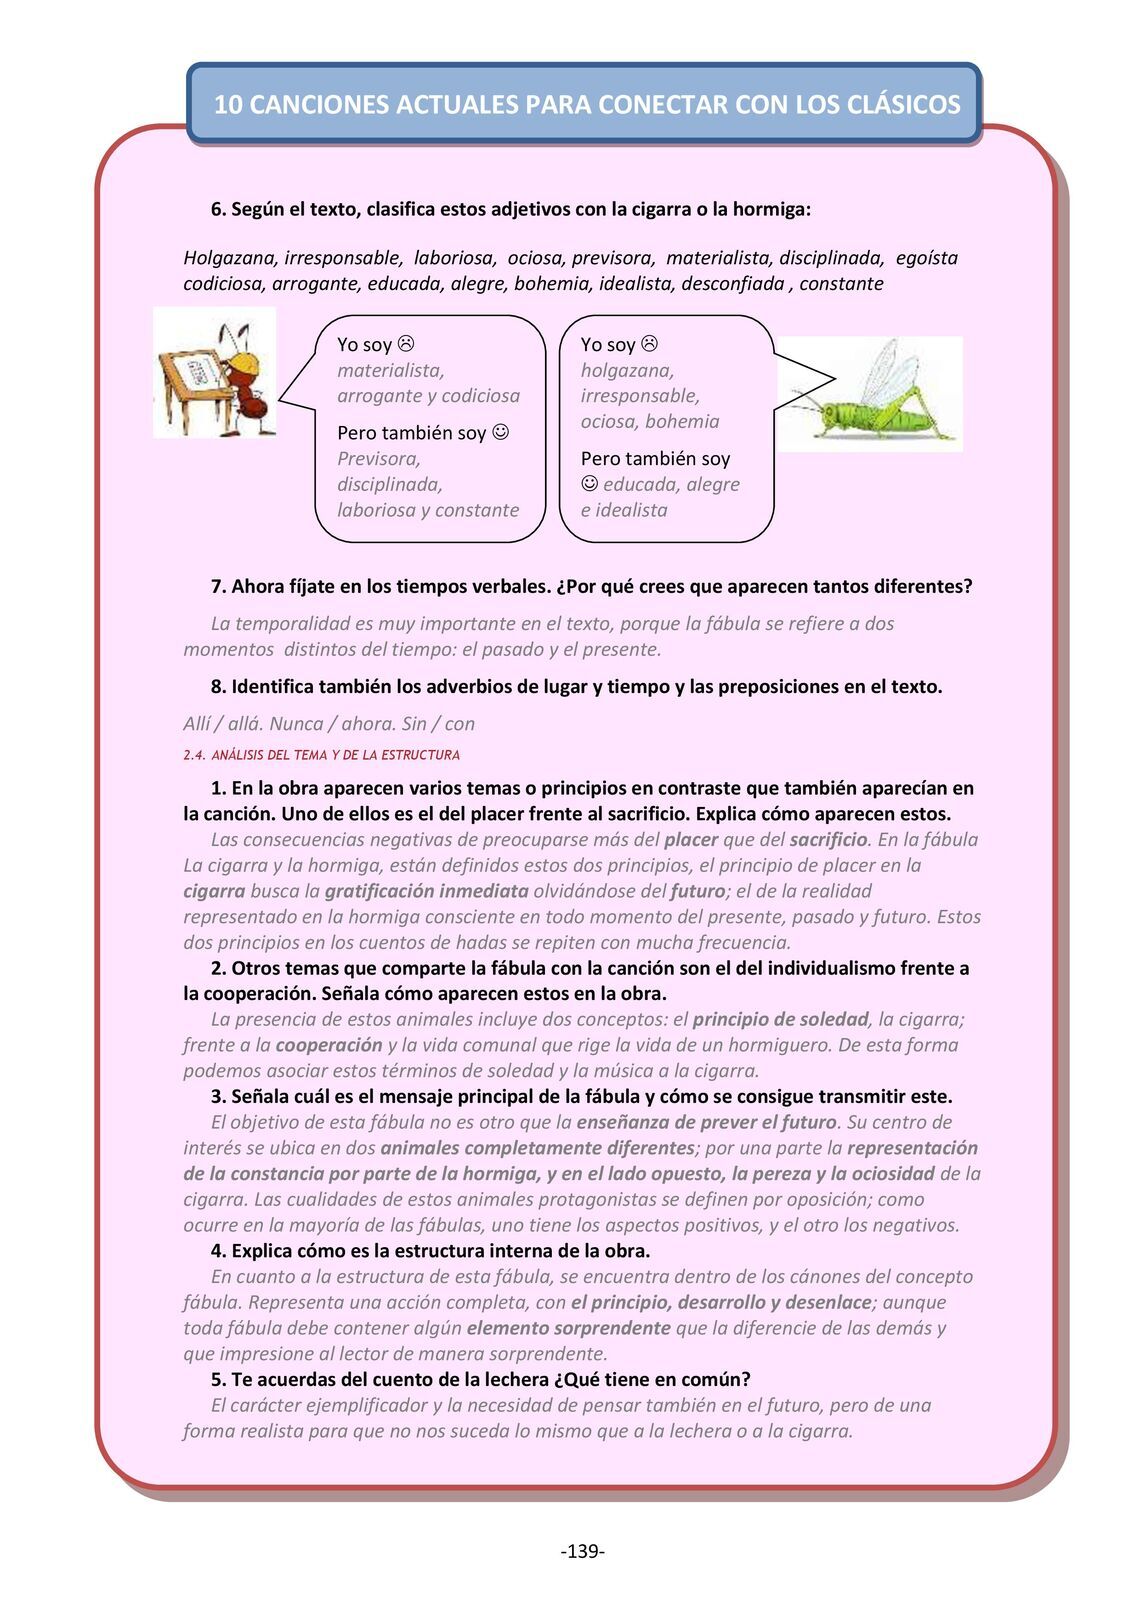 10 CANCIONES ACTUALES PARA CONECTAR CON LOS CLÁSICOS
6. Según el texto, clasifica estos adjetivos con la cigarra o la hormiga:
Holgazana, irresponsable, laboriosa, ociosa, previsora, materialista, disciplinada, egoísta
codiciosa, arrogante, educada, alegre, bohemia, idealista, desconfiada , constante
Yo soy ☹
materialista,
arrogante y codiciosa
Pero también soy ☺
Previsora,
disciplinada,
laboriosa y constante
Yo soy ☹
holgazana,
irresponsable,
ociosa, bohemia
Pero también soy
☺ educada, alegre
e idealista
7. Ahora fíjate en los tiempos verbales. ¿Por qué crees que aparecen tantos diferentes?
La temporalidad es muy importante en el texto, porque la fábula se refiere a dos
momentos distintos del tiempo: el pasado y el presente.
8. Identifica también los adverbios de lugar y tiempo y las preposiciones en el texto.
Allí / allá. Nunca / ahora. Sin / con
2.4. ANÁLISIS DEL TEMA Y DE LA ESTRUCTURA
1. En la obra aparecen varios temas o principios en contraste que también aparecían en
la canción. Uno de ellos es el del placer frente al sacrificio. Explica cómo aparecen estos.
Las consecuencias negativas de preocuparse más del placer que del sacrificio. En la fábula
La cigarra y la hormiga, están definidos estos dos principios, el principio de placer en la
cigarra busca la gratificación inmediata olvidándose del futuro; el de la realidad
representado en la hormiga consciente en todo momento del presente, pasado y futuro. Estos
dos principios en los cuentos de hadas se repiten con mucha frecuencia.
2. Otros temas que comparte la fábula con la canción son el del individualismo frente a
la cooperación. Señala cómo aparecen estos en la obra.
La presencia de estos animales incluye dos conceptos: el principio de soledad, la cigarra;
frente a la cooperación y la vida comunal que rige la vida de un hormiguero. De esta forma
podemos asociar estos términos de soledad y la música a la cigarra.
3. Señala cuál es el mensaje principal de la fábula y cómo se consigue transmitir este.
El objetivo de esta fábula no es otro que la enseñanza de prever el futuro. Su centro de
interés se ubica en dos animales completamente diferentes; por una parte la representación
de la constancia por parte de la hormiga, y en el lado opuesto, la pereza y la ociosidad de la
cigarra. Las cualidades de estos animales protagonistas se definen por oposición; como
ocurre en la mayoría de las fábulas, uno tiene los aspectos positivos, y el otro los negativos.
4. Explica cómo es la estructura interna de la obra.
En cuanto a la estructura de esta fábula, se encuentra dentro de los cánones del concepto
fábula. Representa una acción completa, con el principio, desarrollo y desenlace; aunque
toda fábula debe contener algún elemento sorprendente que la diferencie de las demás y
que impresione al lector de manera sorprendente.
5. Te acuerdas del cuento de la lechera ¿Qué tiene en común?
El carácter ejemplificador y la necesidad de pensar también en el futuro, pero de una
forma realista para que no nos suceda lo mismo que a la lechera o a la cigarra.
-139-